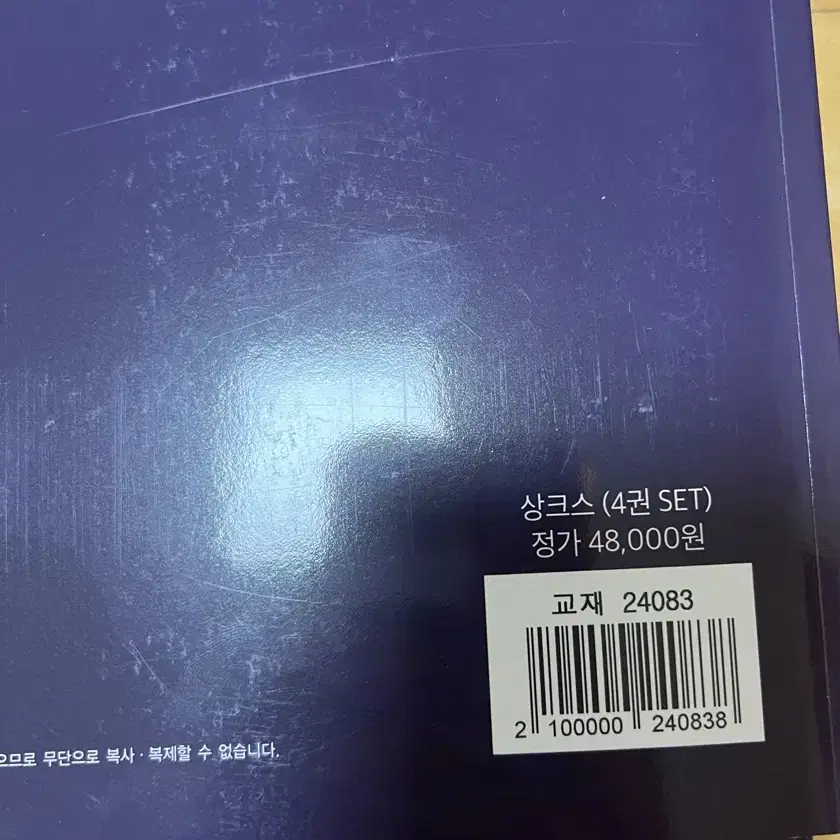 상크스 (4권 SET)
정가 48,000원
교재 24083
2 100000 240838
으므로 무단으로 복사·복제할 수 없습니다.